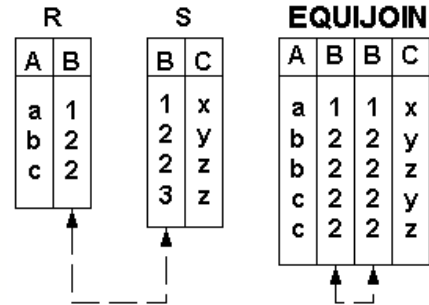 R S EQUIJOIN
A B B C A B B C
a 1 1 x a 1 1 x
b 2 2 y b 2 2 y
c 2 2 z b 2 2 z
3 z c 2 2 y
c 2 2 z